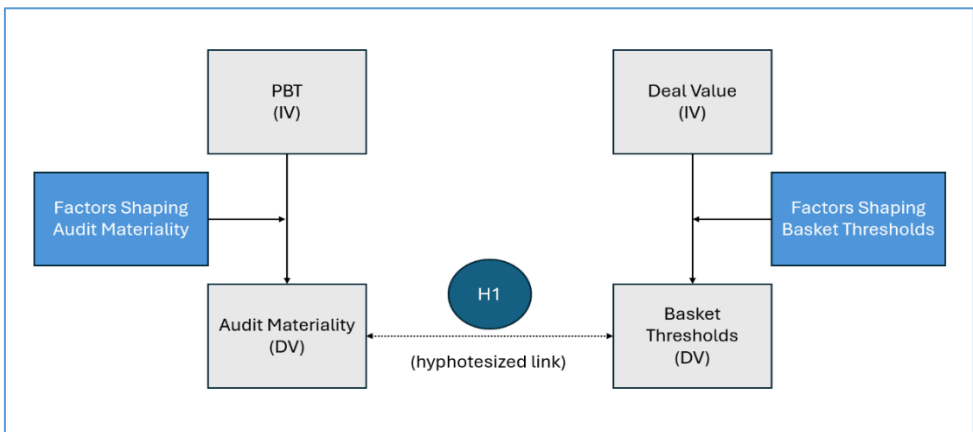 PBT
(IV)
Deal Value
(IV)
Factors Shaping
Audit Materiality
Factors Shaping
Basket Thresholds
H1
Audit Materiality
(DV)
(hyphotesized link)
Basket
Thresholds
(DV)